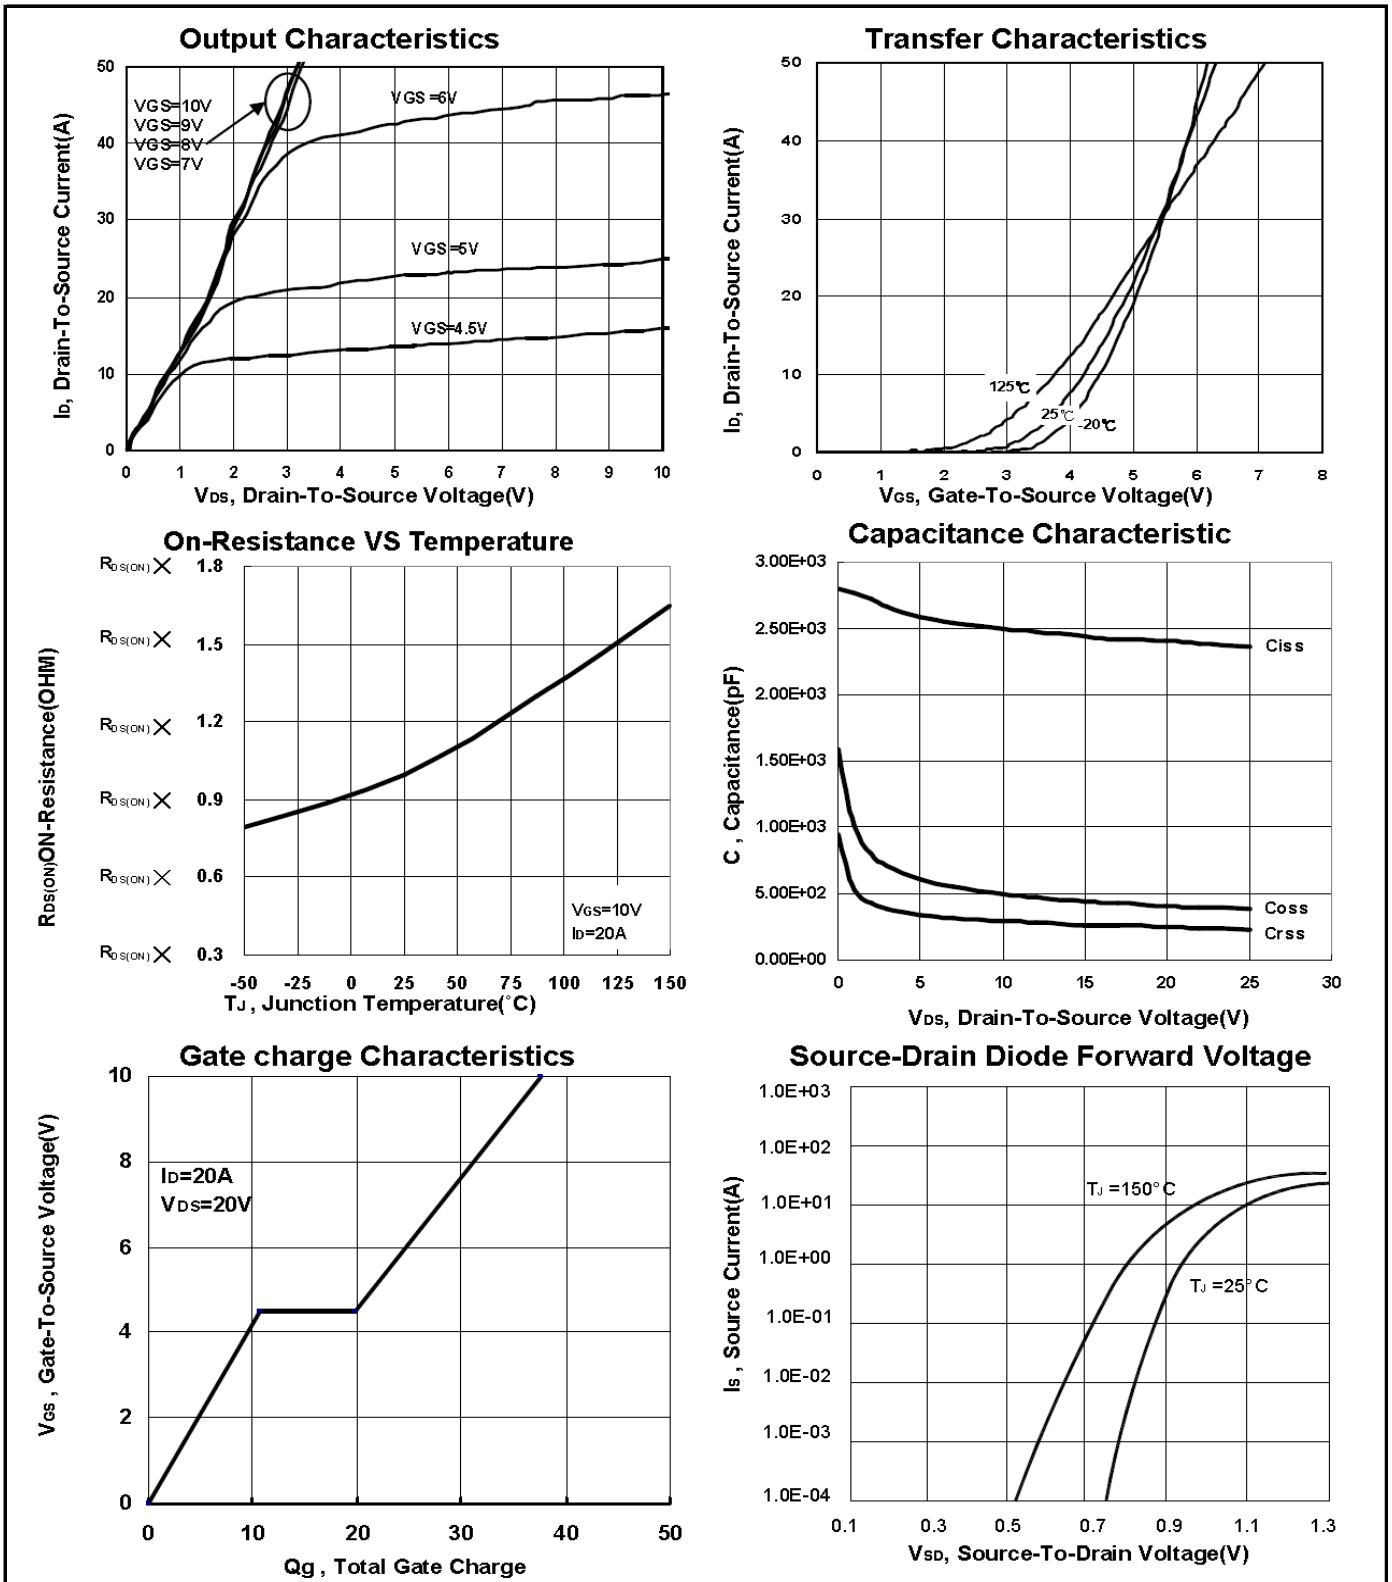 Output Characteristics
ID, Drain-To-Source Current(A)
50
40
30
20
10
0
VGS=10V
VGS=9V
VGS=8V
VGS=7V
VGS=6V
VGS=5V
VGS=4.5V
0 1 2 3 4 5 6 7 8 9 10
VDS, Drain-To-Source Voltage(V)
Transfer Characteristics
ID, Drain-To-Source Current(A
50
40
30
20
10
0
125°C
25°C
-20°C
0 1 2 3 4 5 6 7 8
VGS, Gate-To-Source Voltage(V)
On-Resistance VS Temperature
RDS(ON)ON-Resistance(OHM)
RDS(ON) X 1.8
RDS(ON) X 1.5
RDS(ON) X 1.2
RDS(ON) X 0.9
RDS(ON) X 0.6
RDS(ON) X 0.3
VGS=10V
ID=20A
-50 -25 0 25 50 75 100 125 150
TJ , Junction Temperature(°C)
Capacitance Characteristic
C , Capacitance(pF)
3.00E+03
2.50E+03
2.00E+03
1.50E+03
1.00E+03
5.00E+02
0.00E+00
Ciss
Coss
Crss
0 5 10 15 20 25 30
VDS, Drain-To-Source Voltage(V)
Gate charge Characteristics
VGS , Gate-To-Source Voltage(V)
10
8
6
4
2
0
ID=20A
VDS=20V
0 10 20 30 40 50
Qg , Total Gate Charge
Source-Drain Diode Forward Voltage
IS , Source Current(A)
1.0E+03
1.0E+02
1.0E+01
1.0E+00
1.0E-01
1.0E-02
1.0E-03
1.0E-04
TJ =150°C
TJ =25°C
0.1 0.3 0.5 0.7 0.9 1.1 1.3
VSD, Source-To-Drain Voltage(V)